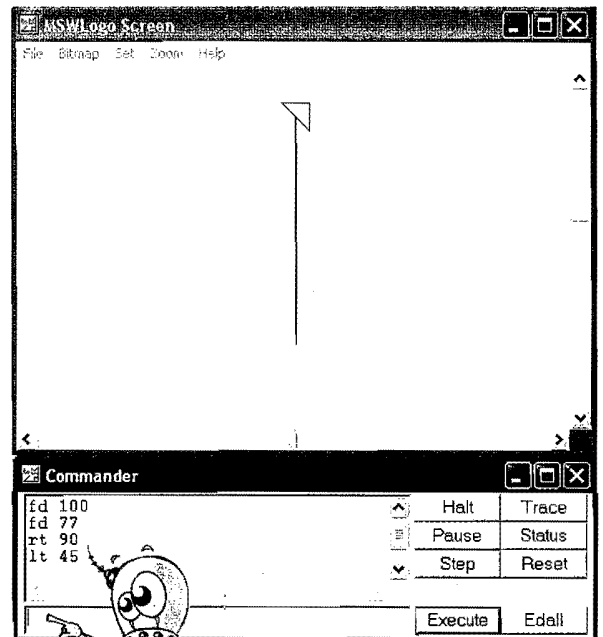 MSWLogo Screen
File Bitmap Set Zoom Help
Commander
fd 100
fd 77
rt 90
lt 45
Halt Trace
Pause Status
Step Reset
Execute Edall